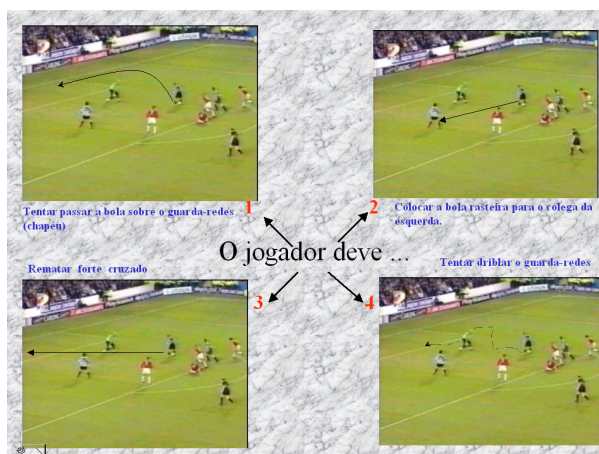 1
Tentar passar a bola sobre o guarda-redes
(chapéu)
2
Colocar a bola rasteira para o colega da
esquerda.
O jogador deve ...
Rematar forte cruzado
3
Tentar driblar o guarda-redes
4